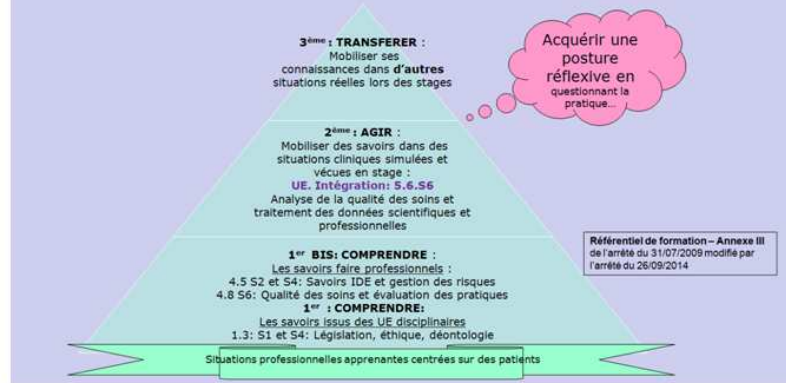 3ème : TRANSFERER :
Mobiliser ses
connaissances dans d'autres
situations réelles lors des stages
Acquérir une
posture
réflexive en
questionnant la
pratique...
2ème : AGIR :
Mobiliser des savoirs dans des
situations cliniques simulées et
vécues en stage :
UE. Intégration: 5.6.S6
Analyse de la qualité des soins et
traitement des données scientifiques et
professionnelles
Référentiel de formation – Annexe III
de l'arrêté du 31/07/2009 modifié par
l'arrêté du 26/09/2014
1er BIS: COMPRENDRE :
Les savoirs faire professionnels :
4.5 S2 et S4: Savoirs IDE et gestion des risques
4.8 S6: Qualité des soins et évaluation des pratiques
1er : COMPRENDRE:
Les savoirs issus des UE disciplinaires
1.3: S1 et S4: Législation, éthique, déontologie
Situations professionnelles apprenantes centrées sur des patients